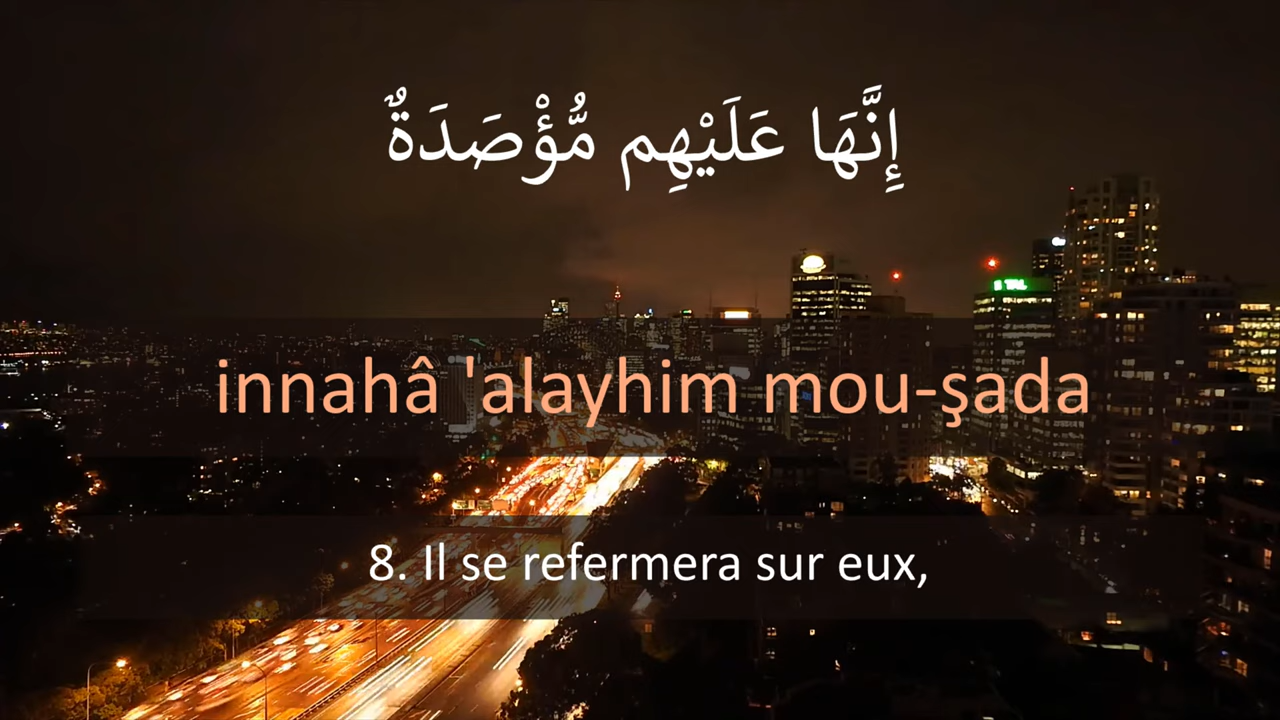 إِنَّهَا عَلَيْهِم مُّؤْصَدَةٌ
innahâ 'alayhim mou-şada
8. Il se refermera sur eux,